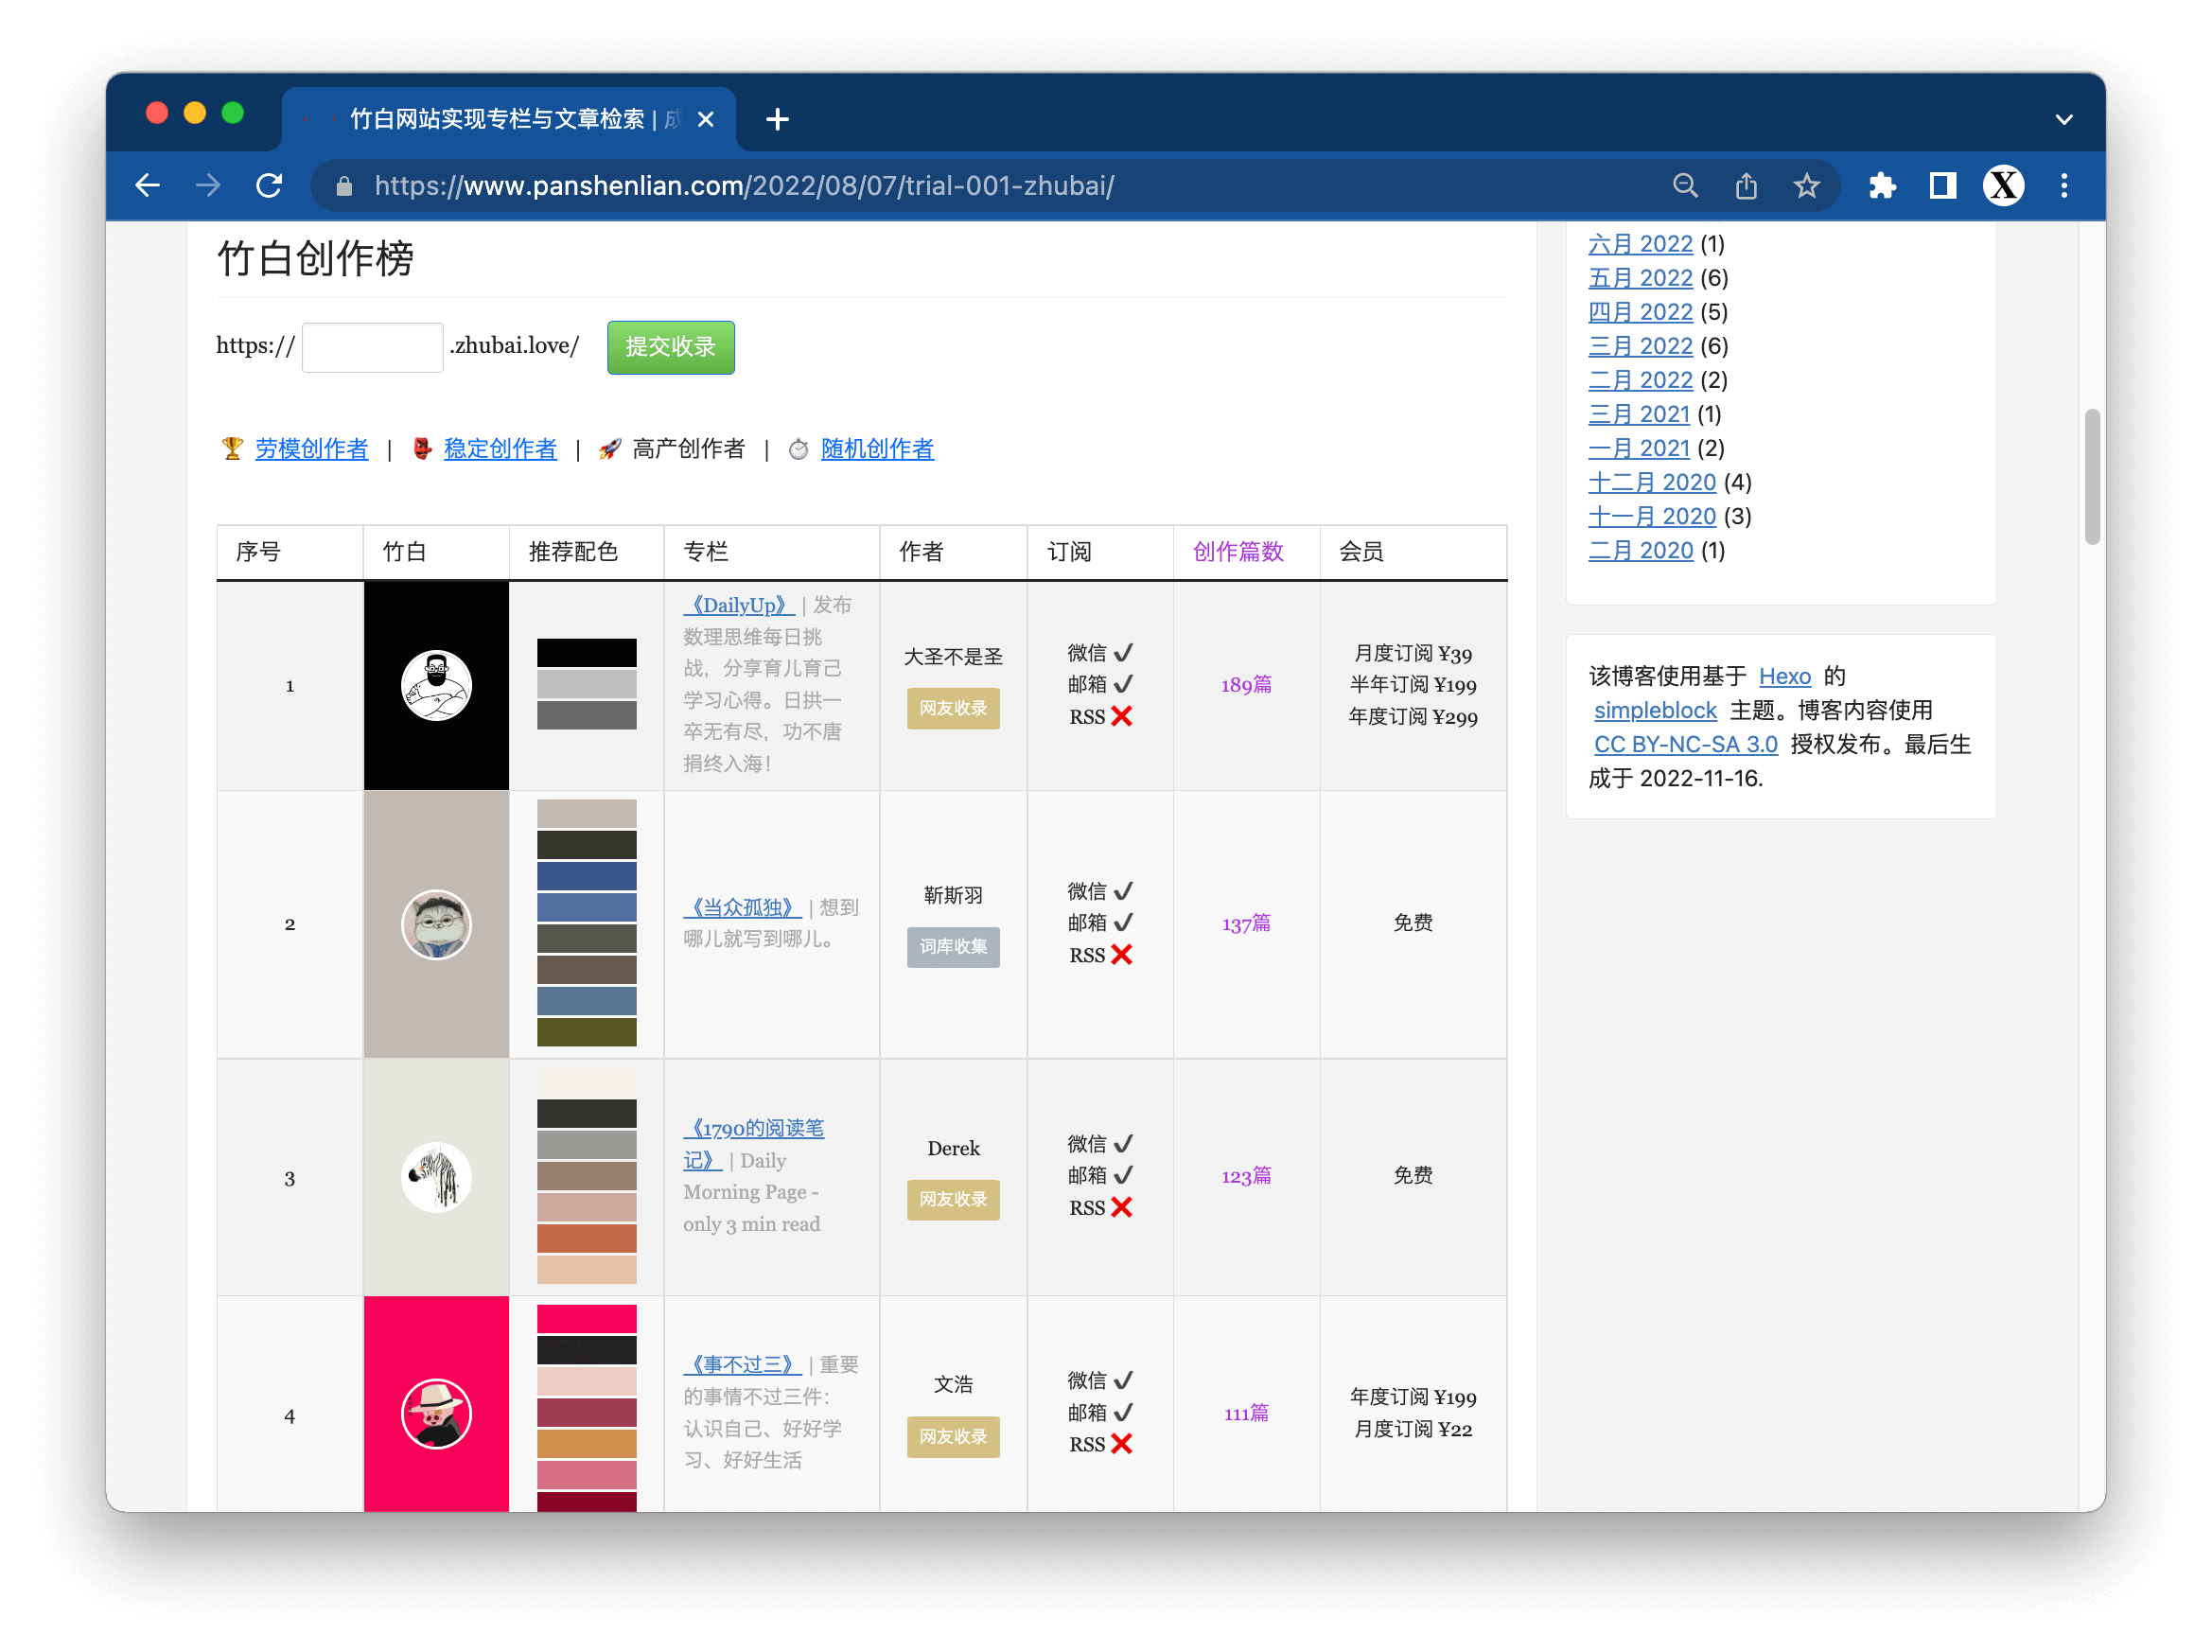 竹白网站实现专栏与文章检索 | 成
https://www.panshenlian.com/2022/08/07/trial-001-zhubai/
X
竹白创作榜
https:// .zhubai.love/ 提交收录
🏆 劳模创作者 | 👺 稳定创作者 | 🚀 高产创作者 | ⏱ 随机创作者
序号 竹白 推荐配色 专栏 作者 订阅 创作篇数 会员
1
《DailyUp》 | 发布
数理思维每日挑
战，分享育儿育己
学习心得。日拱一
卒无有尽，功不唐
捐终入海！
大圣不是圣
网友收录
微信 ✔
邮箱 ✔
RSS ❌
189篇
月度订阅 ¥39
半年订阅 ¥199
年度订阅 ¥299
2
《当众孤独》 | 想到
哪儿就写到哪儿。
靳斯羽
词库收集
微信 ✔
邮箱 ✔
RSS ❌
137篇
免费
3
《1790的阅读笔
记》 | Daily
Morning Page -
only 3 min read
Derek
网友收录
微信 ✔
邮箱 ✔
RSS ❌
123篇
免费
4
《事不过三》 | 重要
的事情不过三件：
认识自己、好好学
习、好好生活
文浩
网友收录
微信 ✔
邮箱 ✔
RSS ❌
111篇
年度订阅 ¥199
月度订阅 ¥22
六月 2022 (1)
五月 2022 (6)
四月 2022 (5)
三月 2022 (6)
二月 2022 (2)
三月 2021 (1)
一月 2021 (2)
十二月 2020 (4)
十一月 2020 (3)
二月 2020 (1)
该博客使用基于 Hexo 的
simpleblock 主题。博客内容使用
CC BY-NC-SA 3.0 授权发布。最后生
成于 2022-11-16.